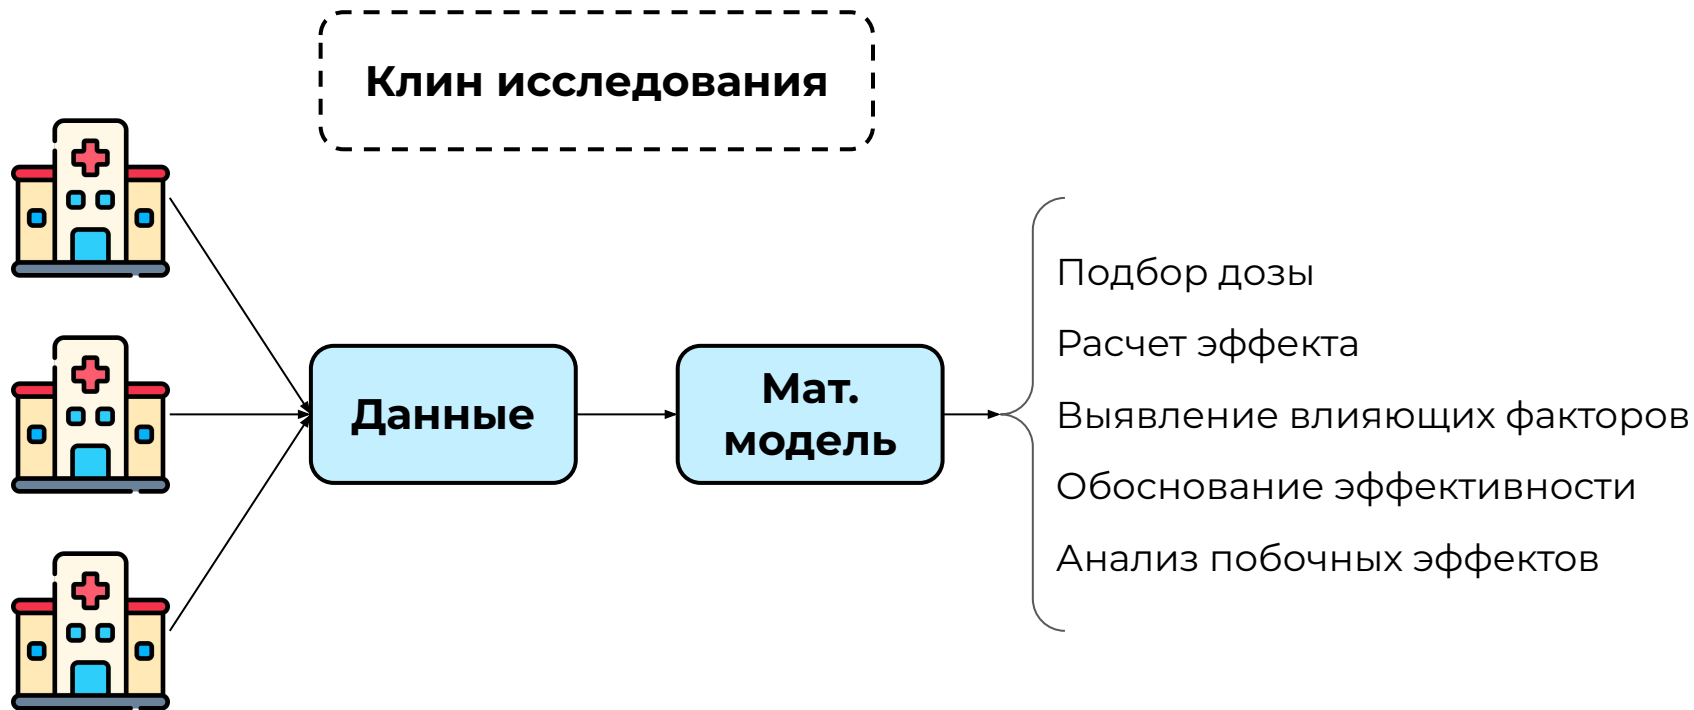 Клин исследования
Данные
Мат.
модель
Подбор дозы
Расчет эффекта
Выявление влияющих факторов
Обоснование эффективности
Анализ побочных эффектов